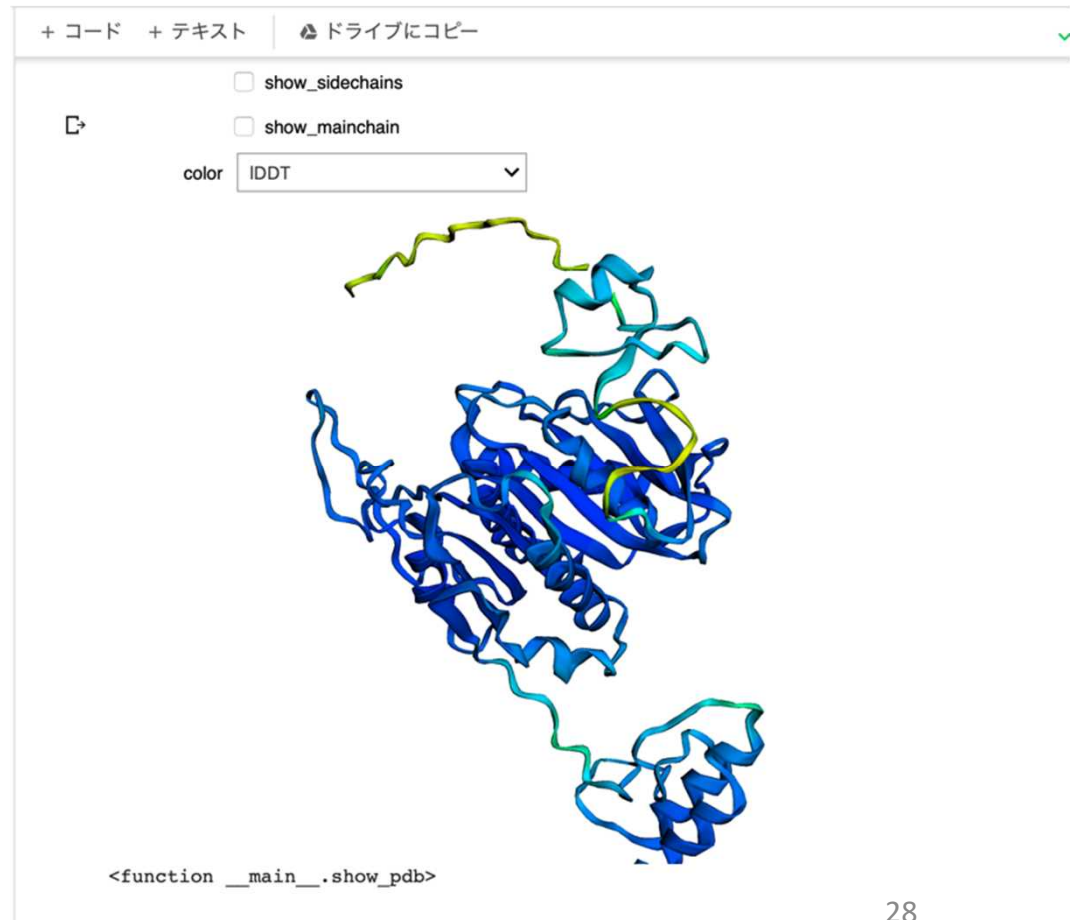 + コード + テキスト ドライブにコピー
show_sidechains
show_mainchain
color lDDT
<function __main__.show_pdb>
28